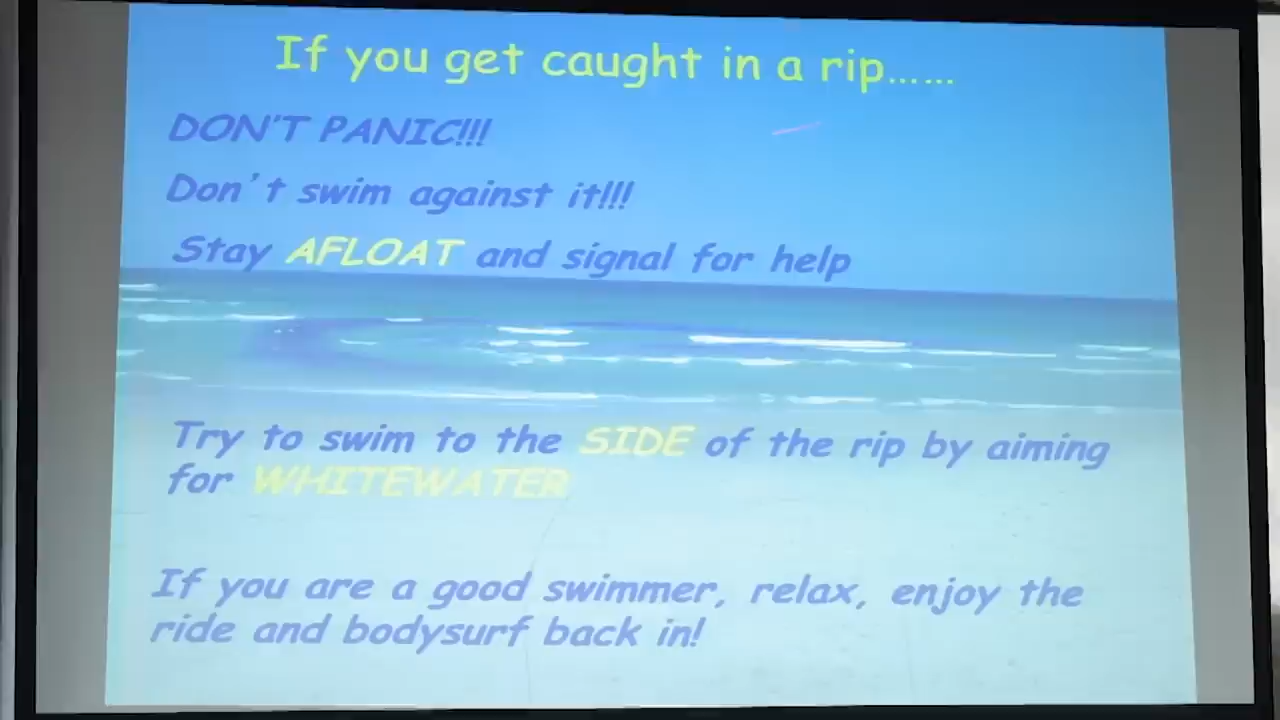 If you get caught in a rip......
DON'T PANIC!!!
Don't swim against it!!!
Stay AFLOAT and signal for help
Try to swim to the SIDE of the rip by aiming
for WHITEWATER
If you are a good swimmer, relax, enjoy the
ride and bodysurf back in!